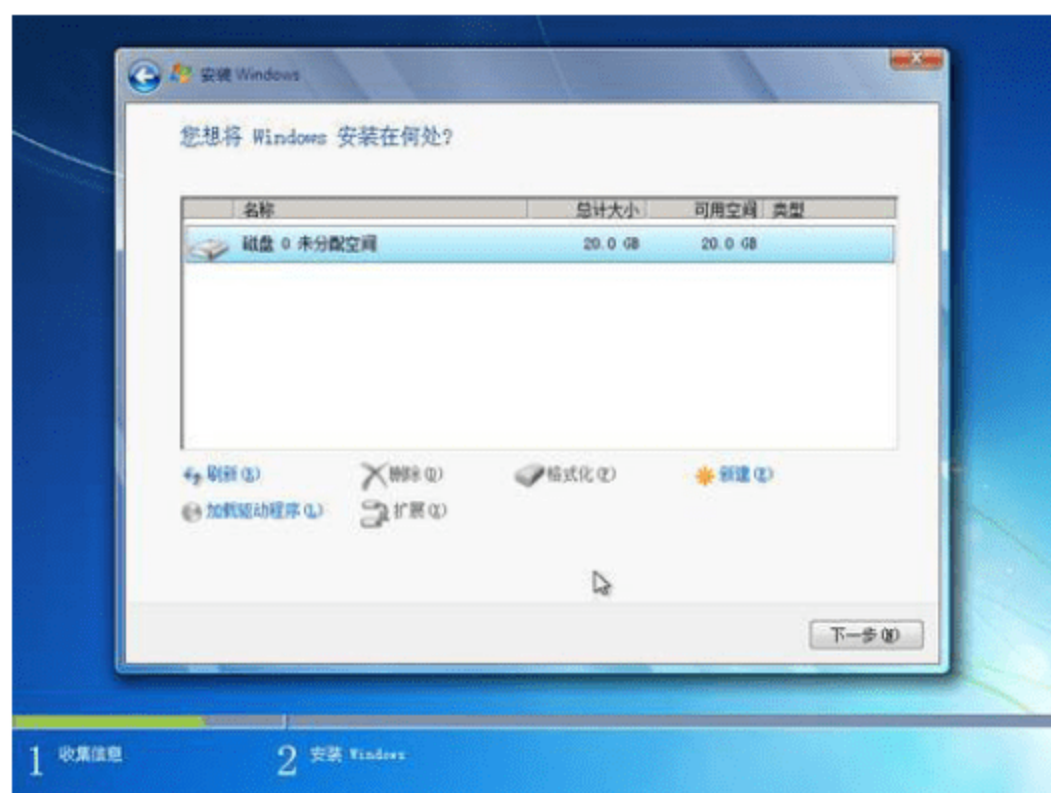 安装 Windows
您想将 Windows 安装在何处?
名称 总计大小 可用空间 类型
磁盘 0 未分配空间 20.0 GB 20.0 GB
刷新(R) 删除(D) 格式化(F) 新建(E)
加载驱动程序(L) 扩展(X)
下一步(N)
1 收集信息 2 安装 Windows